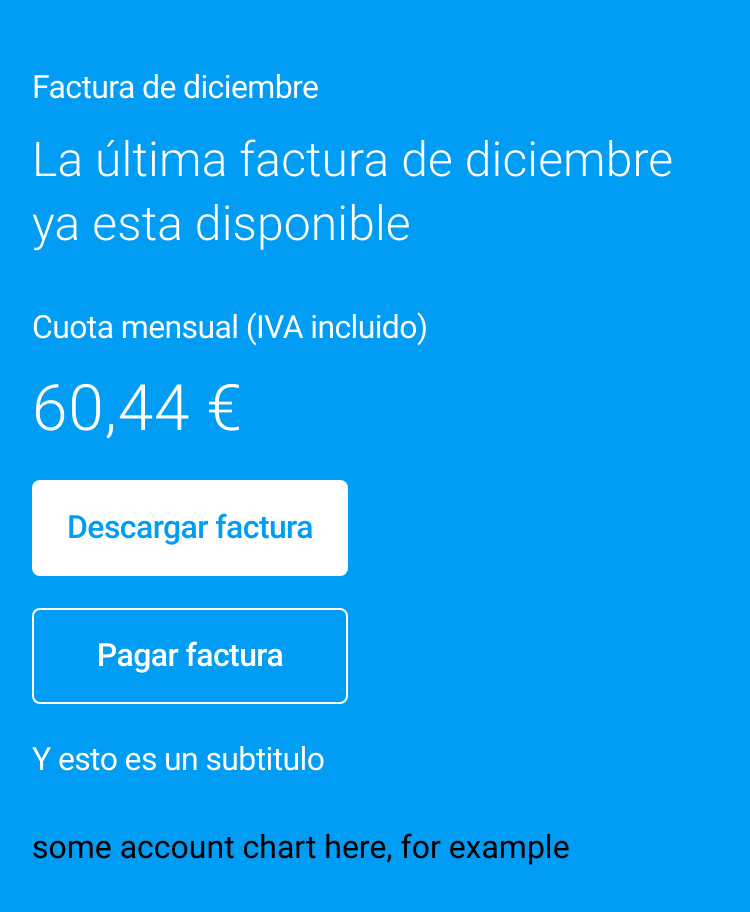 Factura de diciembre
La última factura de diciembre
ya esta disponible
Cuota mensual (IVA incluido)
60,44 €
Descargar factura
Pagar factura
Y esto es un subtitulo
some account chart here, for example